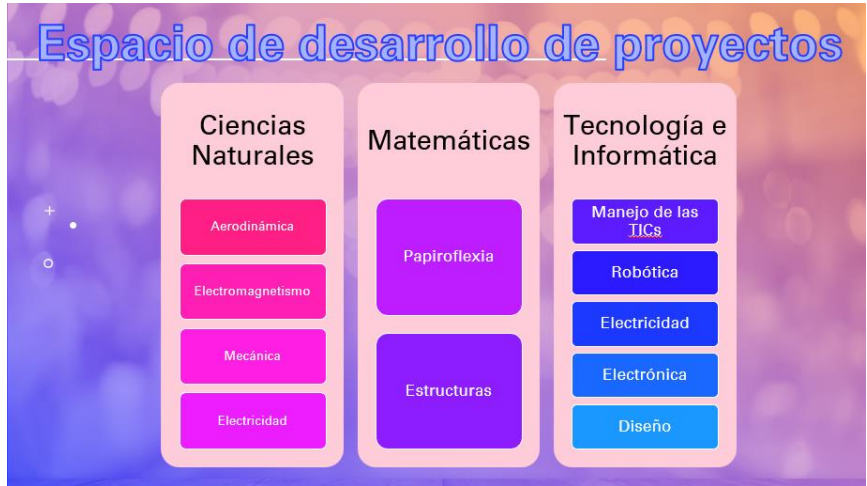 Espacio de desarrollo de proyectos
Ciencias
Naturales
Aerodinámica
Electromagnetismo
Mecánica
Electricidad
Matemáticas
Papiroflexia
Estructuras
Tecnología e
Informática
Manejo de las
TICs
Robótica
Electricidad
Electrónica
Diseño